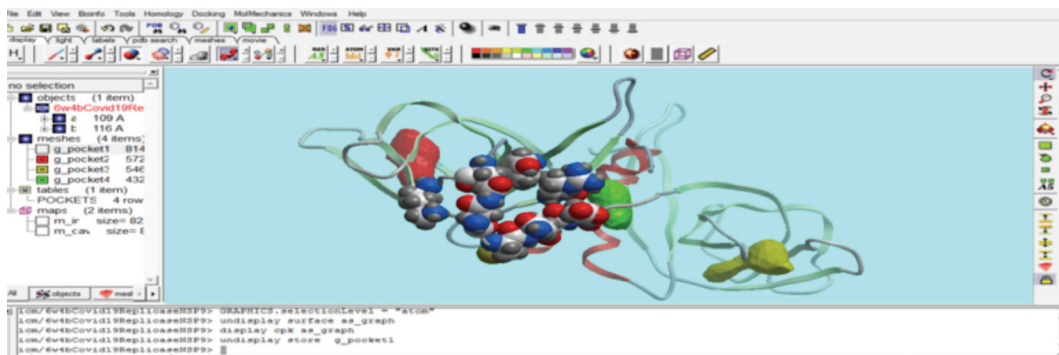 File Edit View Bioinfo Tools Homology Docking MolMechanics Windows Help
display light labels pdb search meshes movie
no selection
objects (1 item)
6w4bCovid19Re
a 109 A
b 116 A
meshes (4 items)
g_pocket1 814
g_pocket2 572
g_pocket3 546
g_pocket4 432
tables (1 item)
POCKETS 4 row
maps (2 items)
size= 82
m_cav size= 8
All objects mesl
icm/6w4bCovid19ReplicaseNSP9> GRAPHICS.selectionLevel = "atom"
icm/6w4bCovid19ReplicaseNSP9> undisplay surface as_graph
icm/6w4bCovid19ReplicaseNSP9> display cpk as_graph
icm/6w4bCovid19ReplicaseNSP9> undisplay store g_pocket1
icm/6w4bCovid19ReplicaseNSP9>